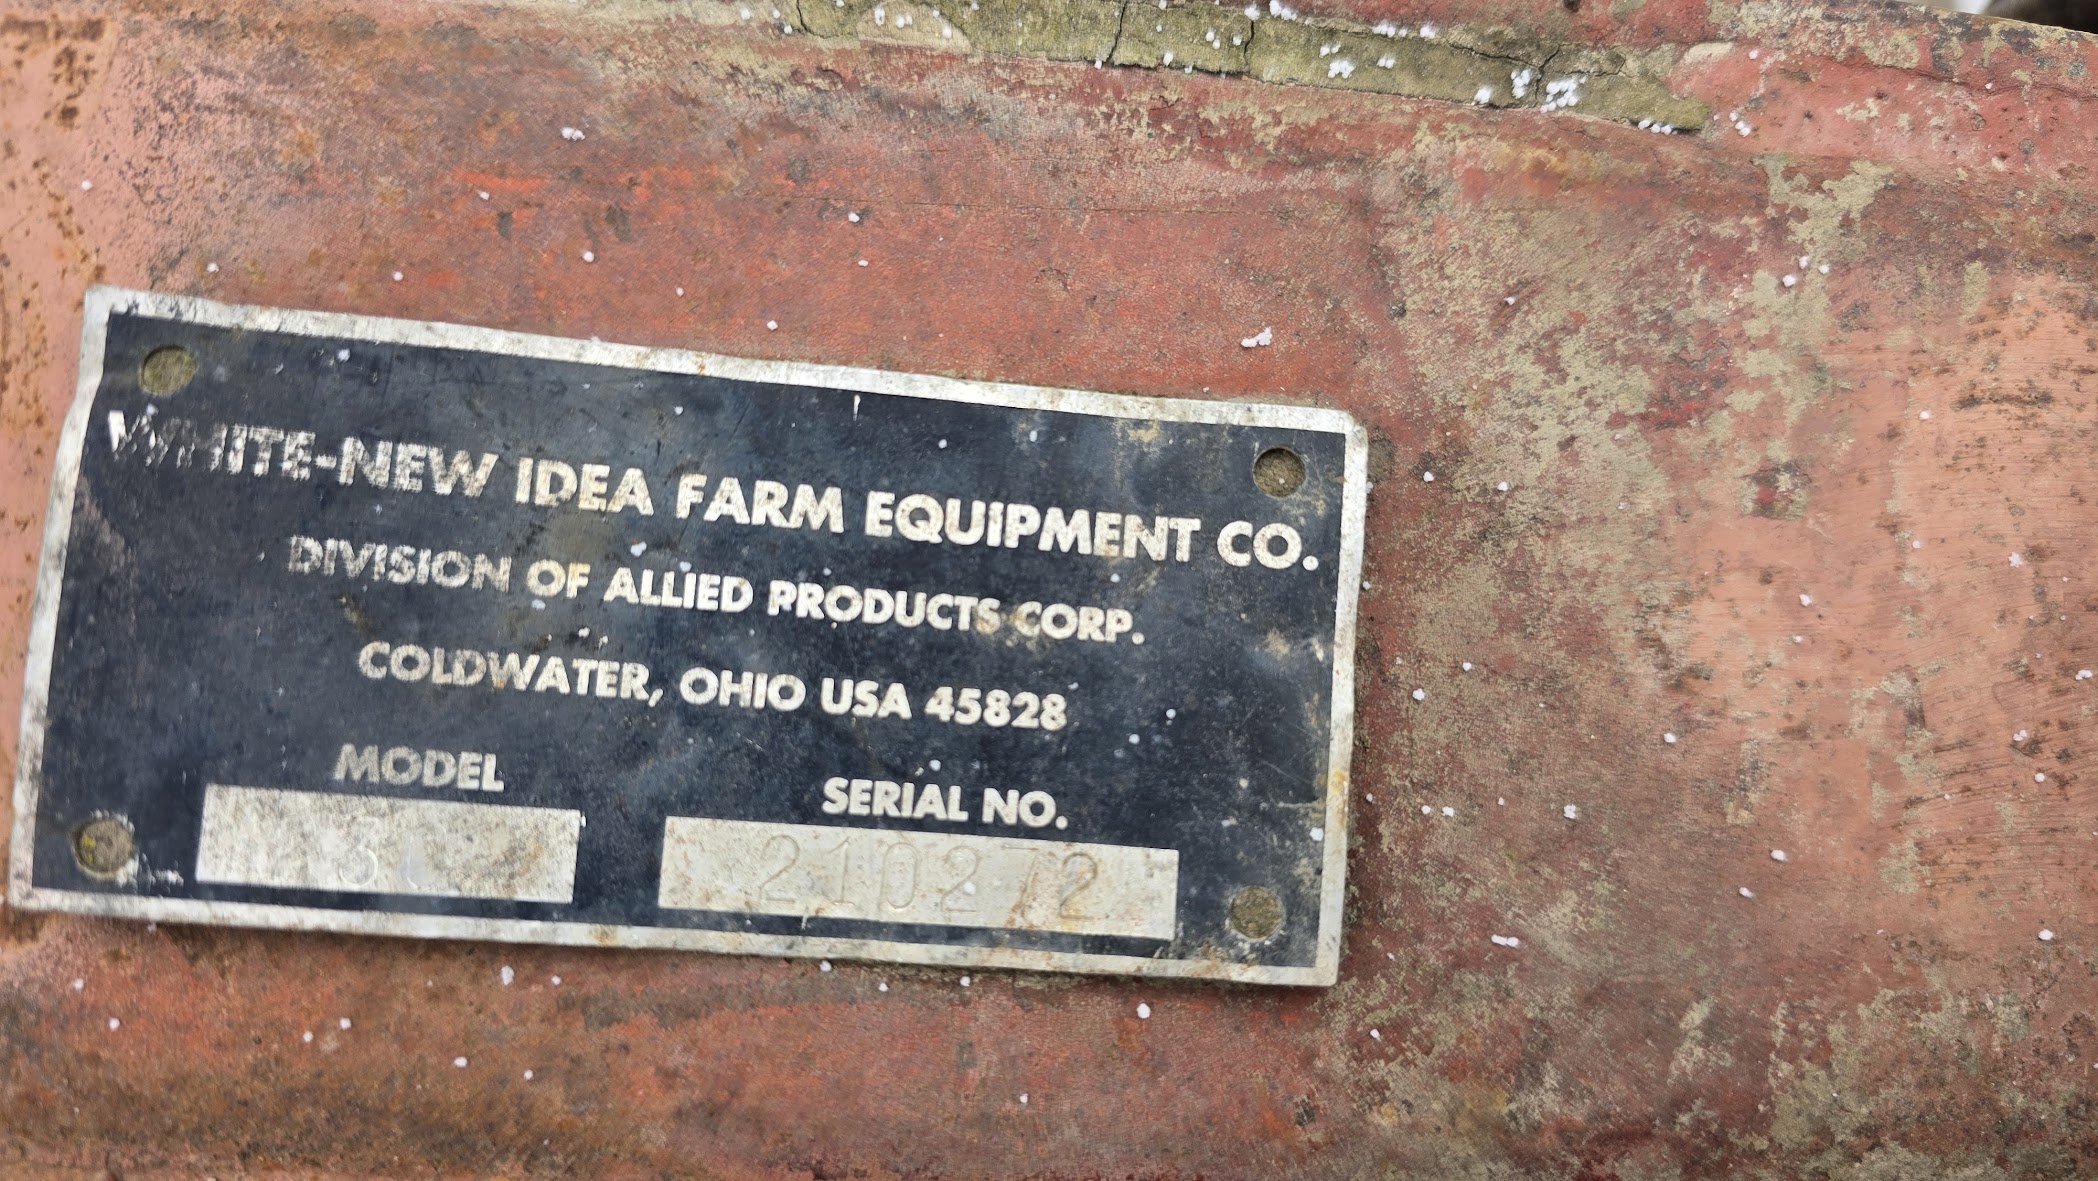 WHITE-NEW IDEA FARM EQUIPMENT CO.
DIVISION OF ALLIED PRODUCTS CORP.
COLDWATER, OHIO USA 45828
MODEL
SERIAL NO.
210272